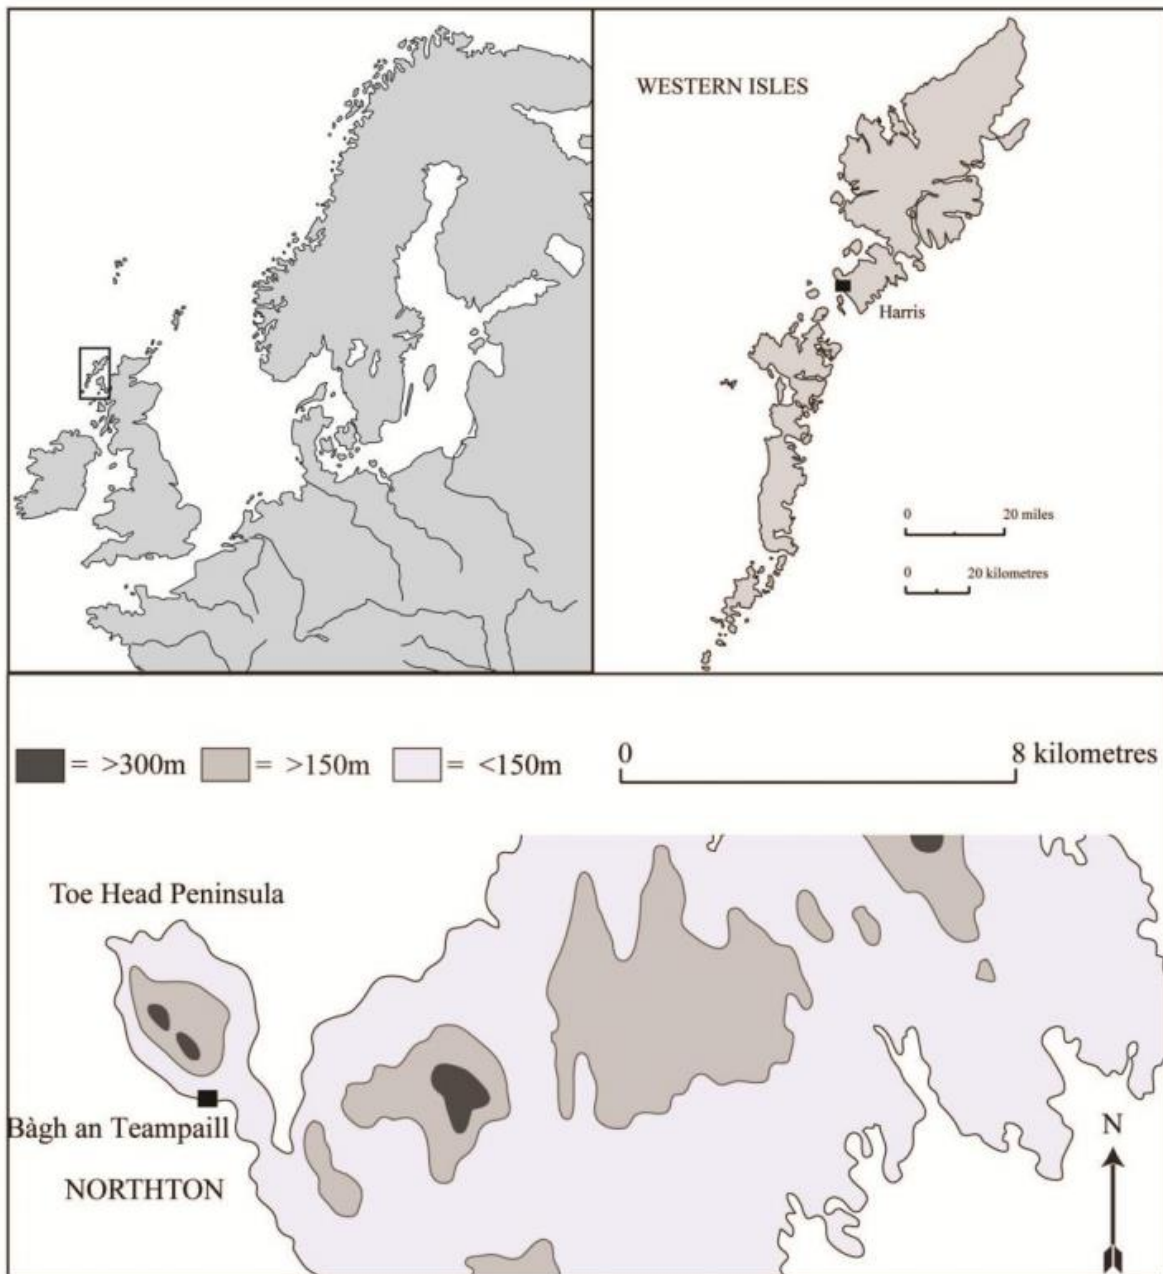 WESTERN ISLES
Harris
0 20 miles
0 20 kilometres
= >300m = >150m = <150m
0 8 kilometres
Toe Head Peninsula
Bàgh an Teampaill
NORTHTON
N